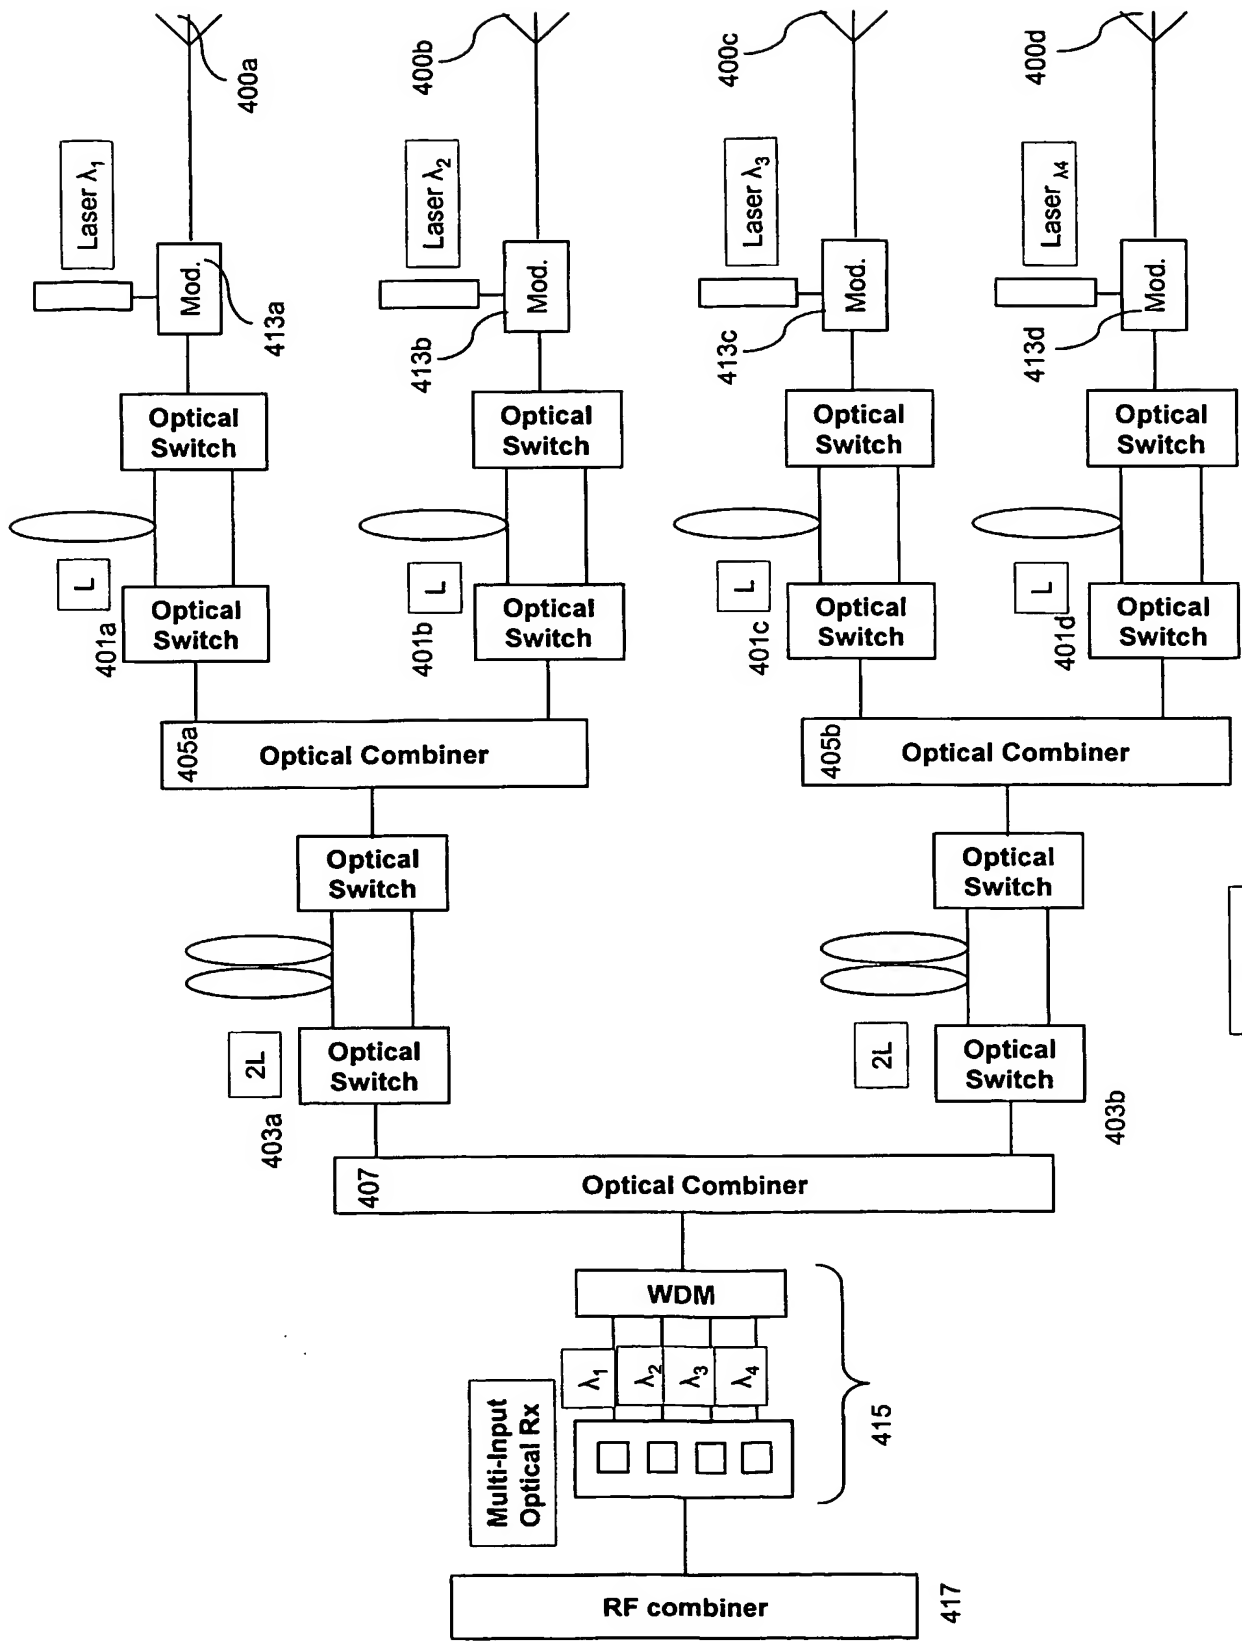 400a
400b
400c
400d
Laser λ1
Laser λ2
Laser λ3
Laser λ4
Mod.
Mod.
Mod.
Mod.
413a
413b
413c
413d
Optical
Switch
Optical
Switch
Optical
Switch
Optical
Switch
L
L
L
L
401a
Optical
Switch
401b
Optical
Switch
401c
Optical
Switch
401d
Optical
Switch
405a
Optical Combiner
405b
Optical Combiner
Optical
Switch
Optical
Switch
2L
2L
403a
Optical
Switch
Optical
Switch
403b
407
Optical Combiner
WDM
λ1
λ2
λ3
λ4
Multi-Input
Optical Rx
415
RF combiner
417